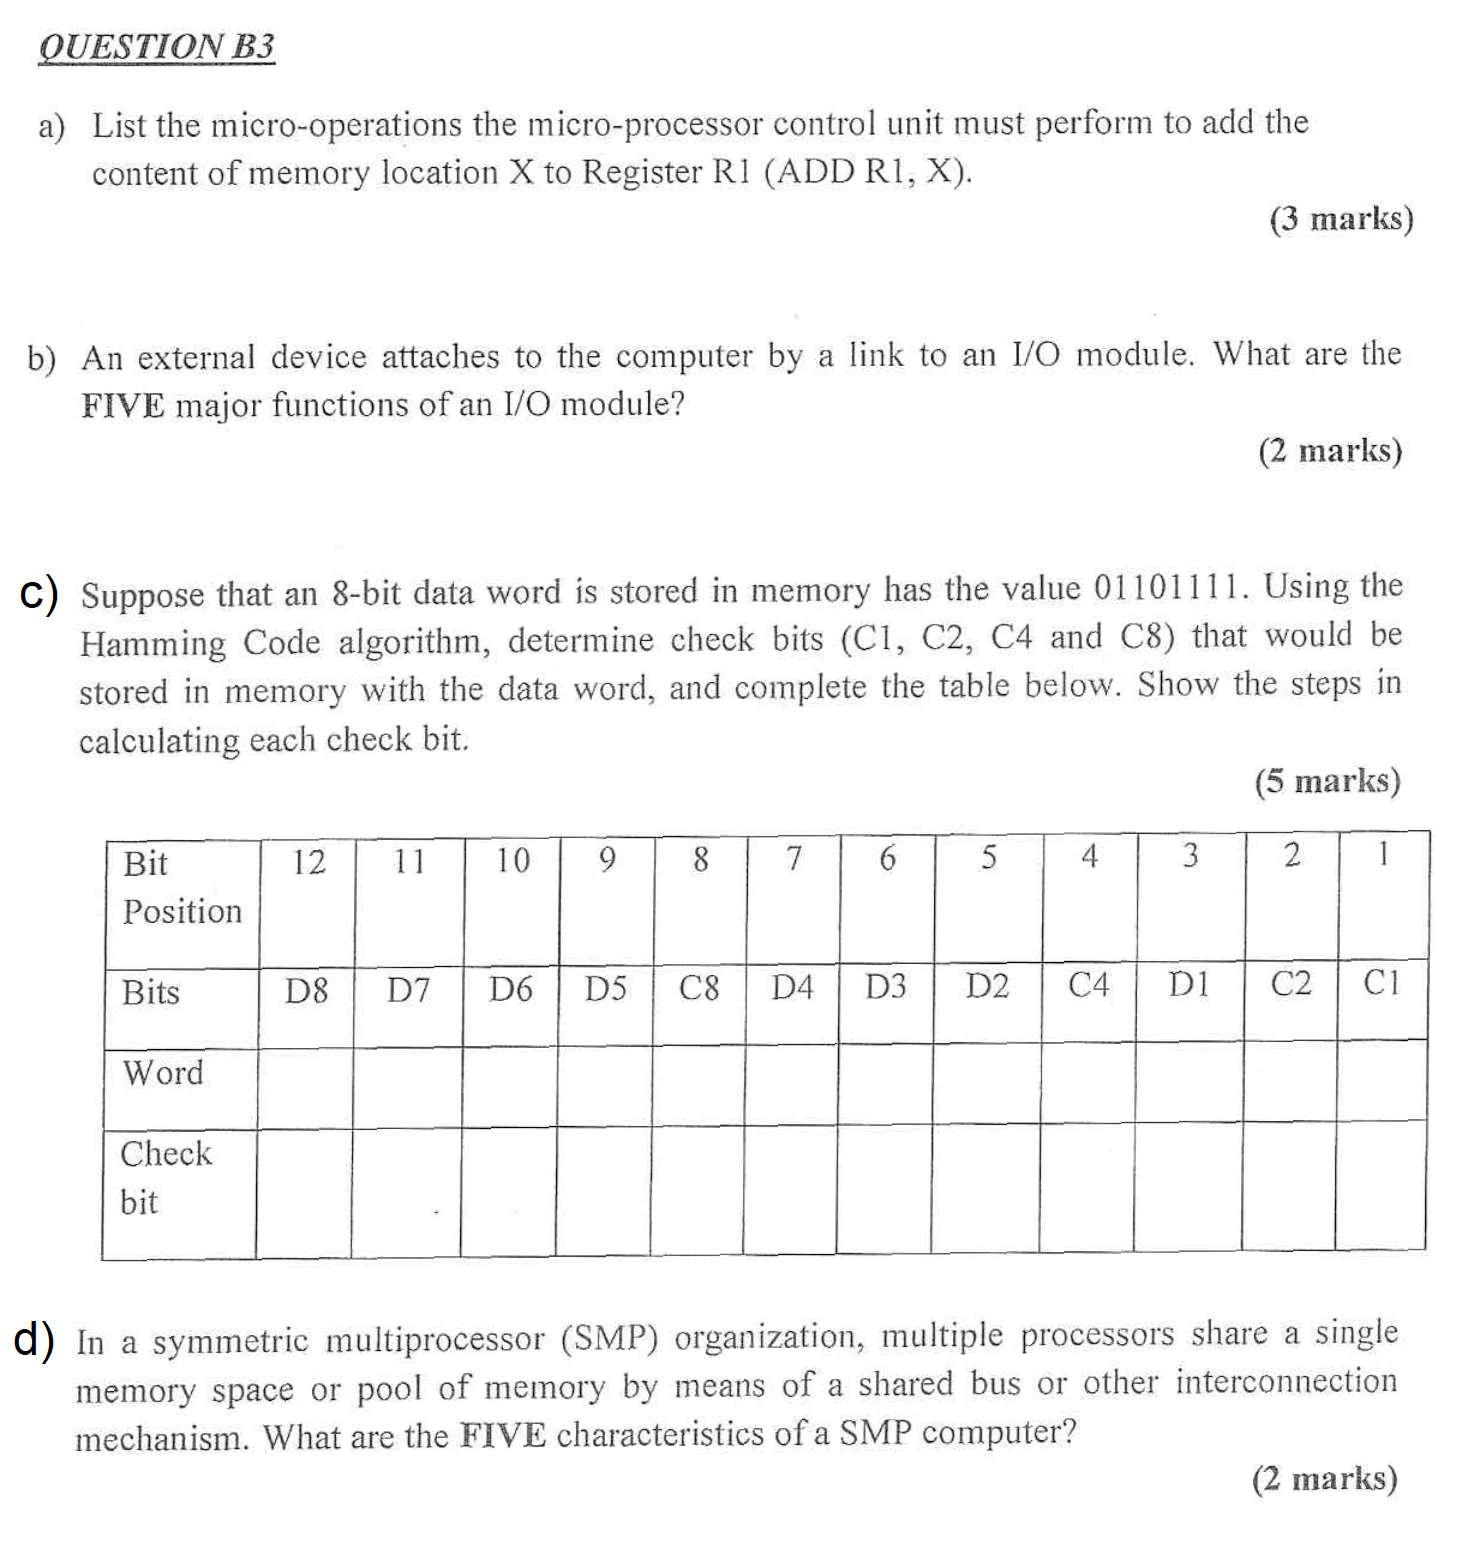 QUESTION B3
a) List the micro-operations the micro-processor control unit must perform to add the
content of memory location X to Register R1 (ADD R1, X).
(3 marks)
b) An external device attaches to the computer by a link to an I/O module. What are the
FIVE major functions of an I/O module?
(2 marks)
c) Suppose that an 8-bit data word is stored in memory has the value 01101111. Using the
Hamming Code algorithm, determine check bits (C1, C2, C4 and C8) that would be
stored in memory with the data word, and complete the table below. Show the steps in
calculating each check bit.
(5 marks)
Bit Position 12 11 10 9 8 7 6 5 4 3 2 1
Bits D8 D7 D6 D5 C8 D4 D3 D2 C4 D1 C2 C1
Word
Check
bit
d) In a symmetric multiprocessor (SMP) organization, multiple processors share a single
memory space or pool of memory by means of a shared bus or other interconnection
mechanism. What are the FIVE characteristics of a SMP computer?
(2 marks)